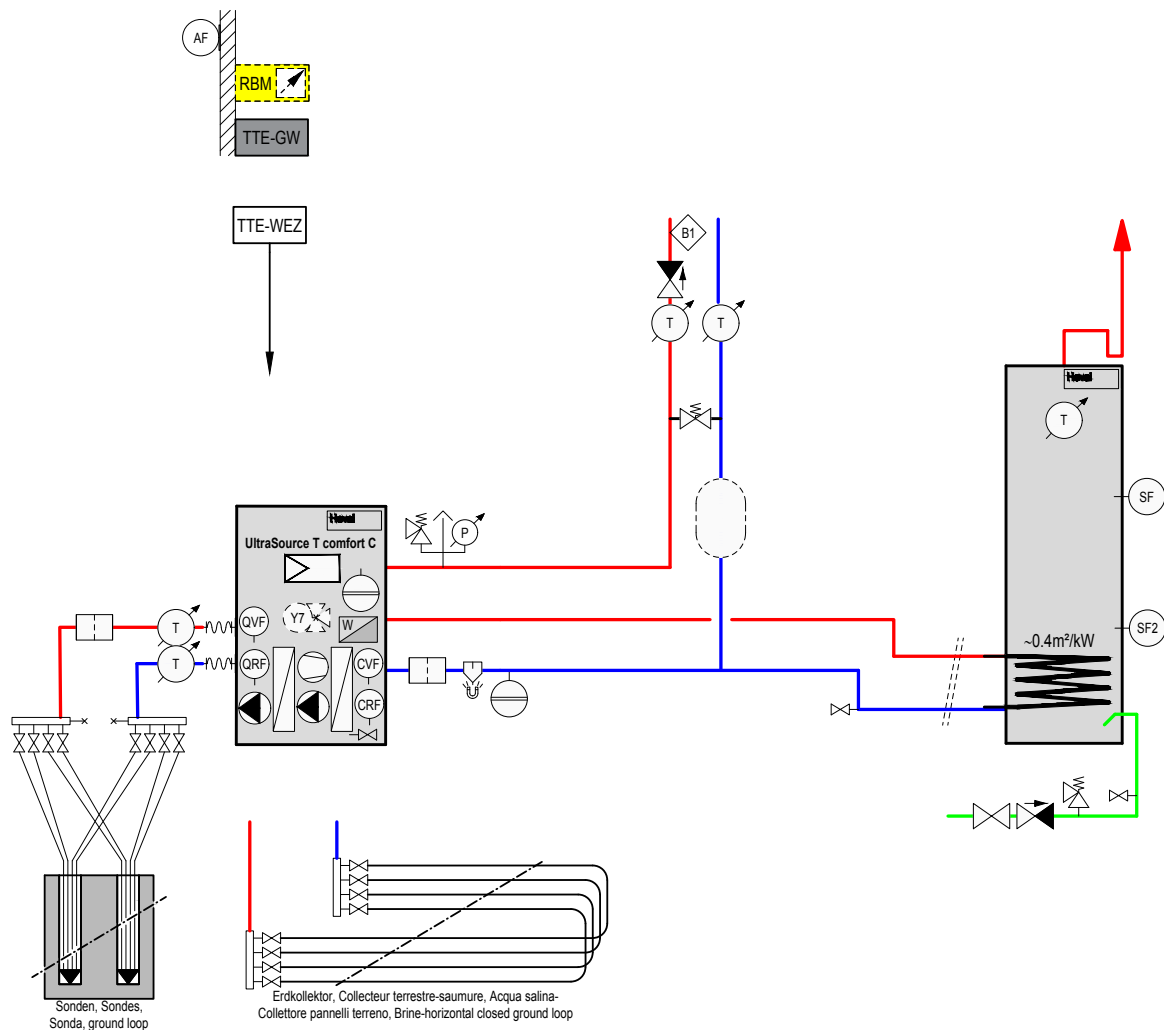 AF
RBM
TTE-GW
TTE-WEZ
B1
T
T
Hoval
T
SF
SF2
~0.4m²/kW
Hoval
UltraSource T comfort C
P
Y7
W
QVF
QRF
CVF
CRF
T
T
Sonden, Sondes,
Sonda, ground loop
Erdkollektor, Collecteur terrestre-saumure, Acqua salina-
Collettore pannelli terreno, Brine-horizontal closed ground loop